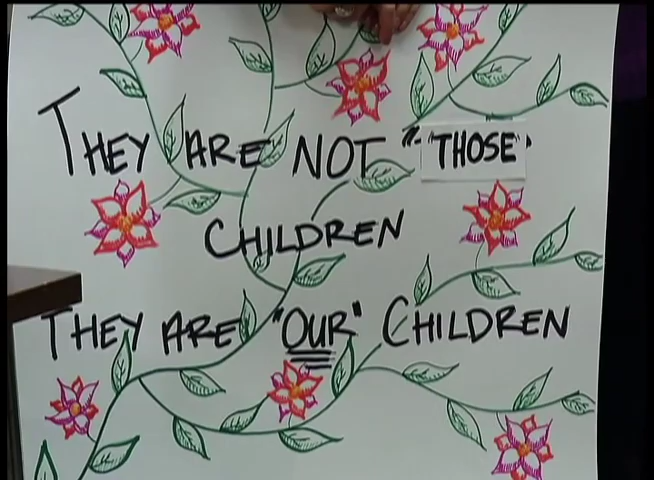 THEY ARE NOT "THOSE"
CHILDREN
THEY ARE "OUR" CHILDREN